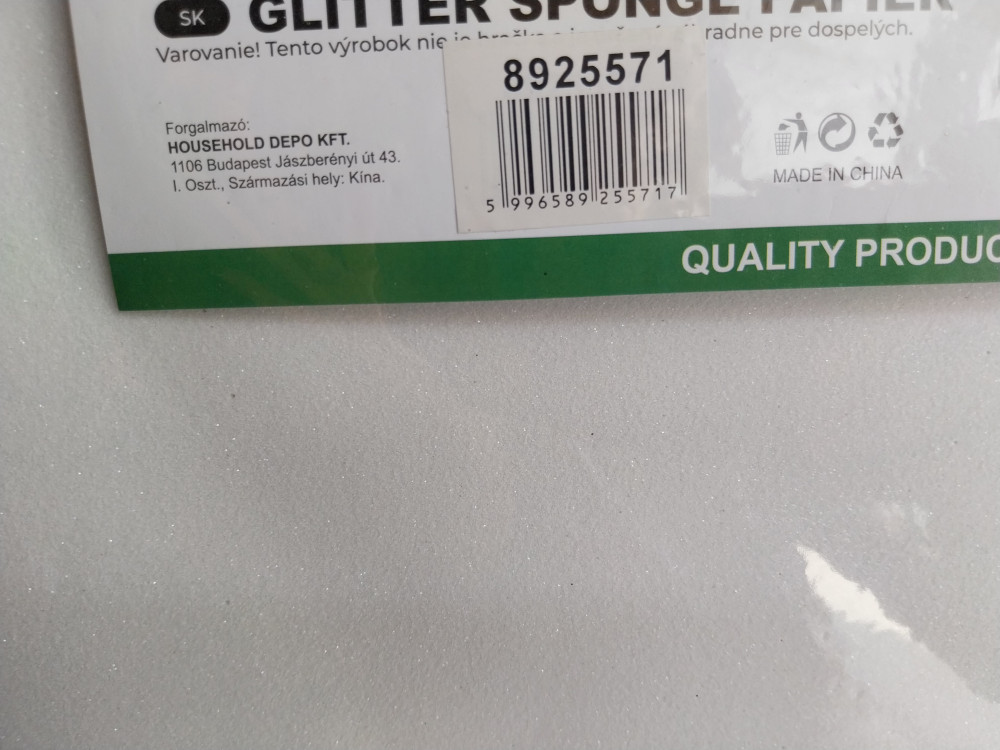 SK
GLITTER SPONGE PAPIER
Varovanie! Tento výrobok nie je hračka radne pre dospelých.
8925571
Forgalmazó:
HOUSEHOLD DEPO KFT.
1106 Budapest Jászberényi út 43.
I. Oszt., Származási hely: Kína.
5 996589 255717
MADE IN CHINA
QUALITY PRODUC